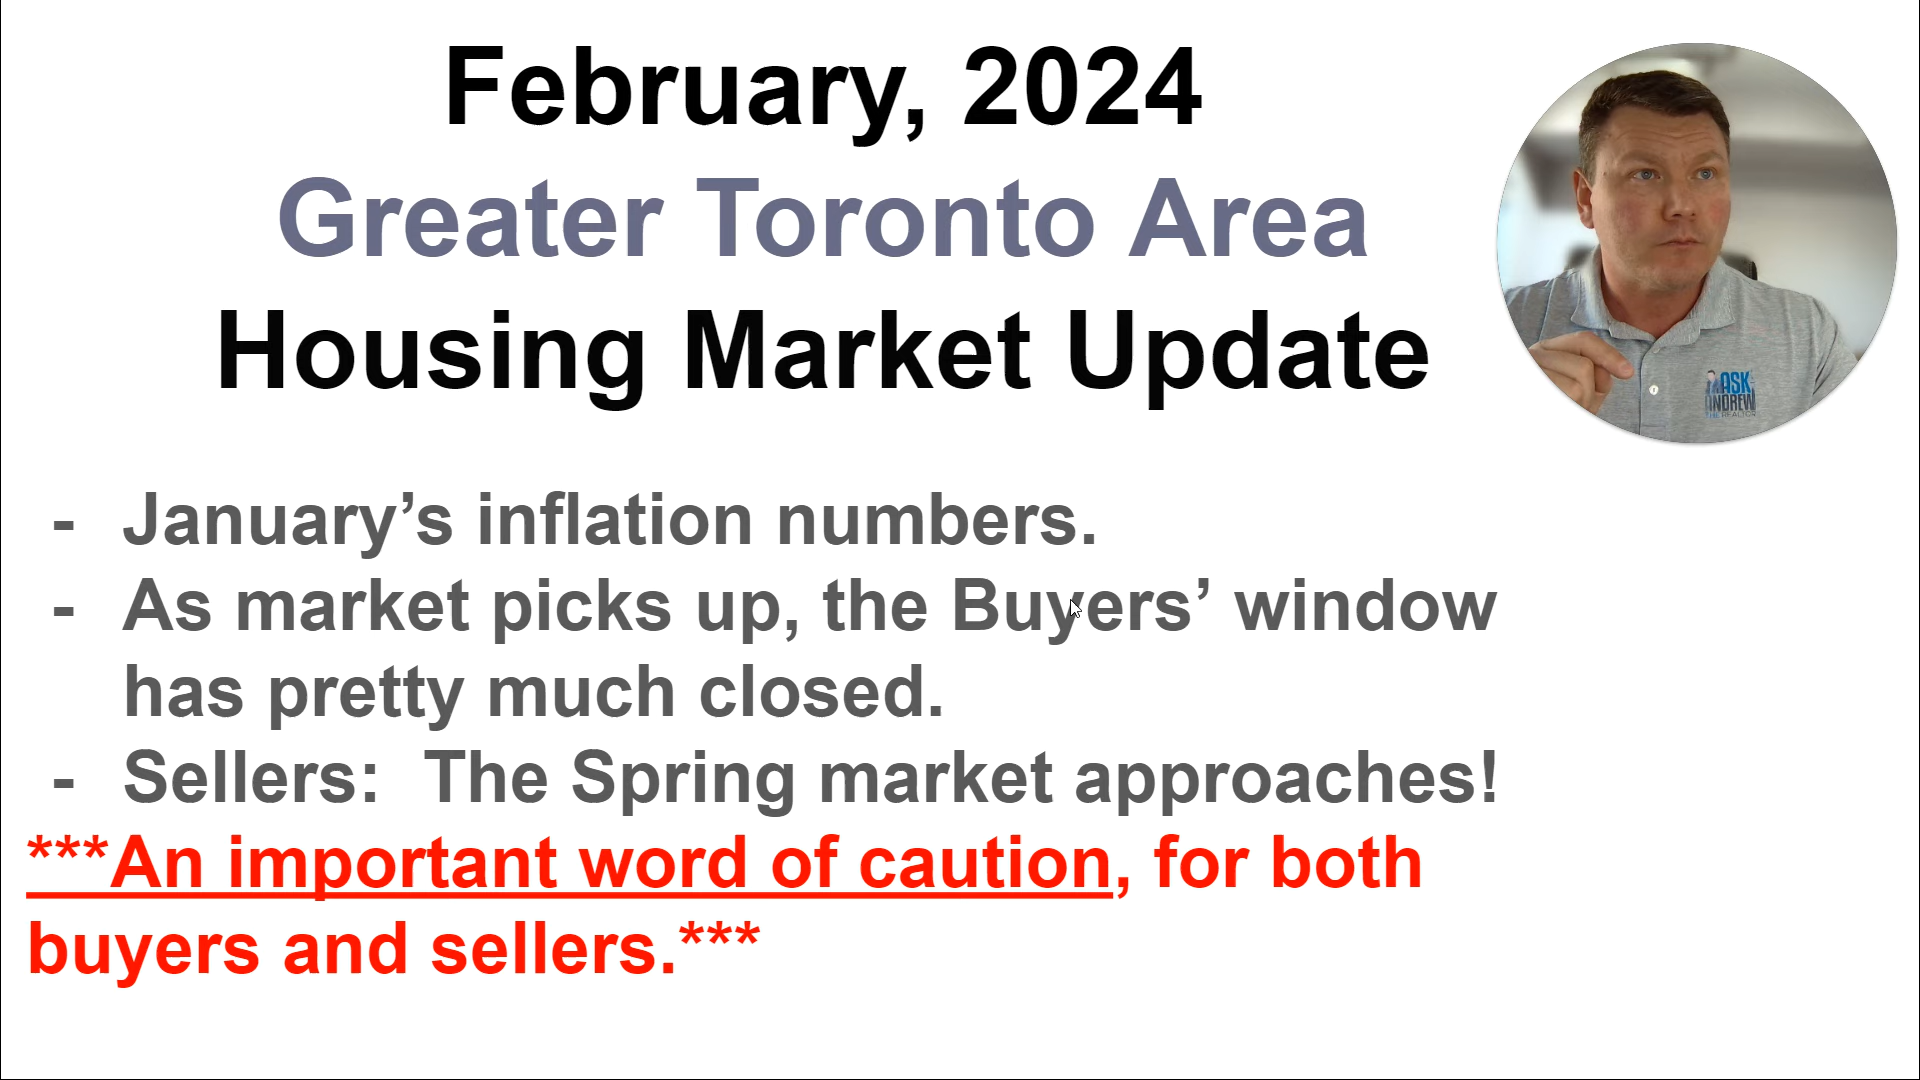 February, 2024
Greater Toronto Area
Housing Market Update
- January’s inflation numbers.
- As market picks up, the Buyers’ window
has pretty much closed.
- Sellers:  The Spring market approaches!
***An important word of caution, for both
buyers and sellers.***
ASK
ANDREW
REALTOR